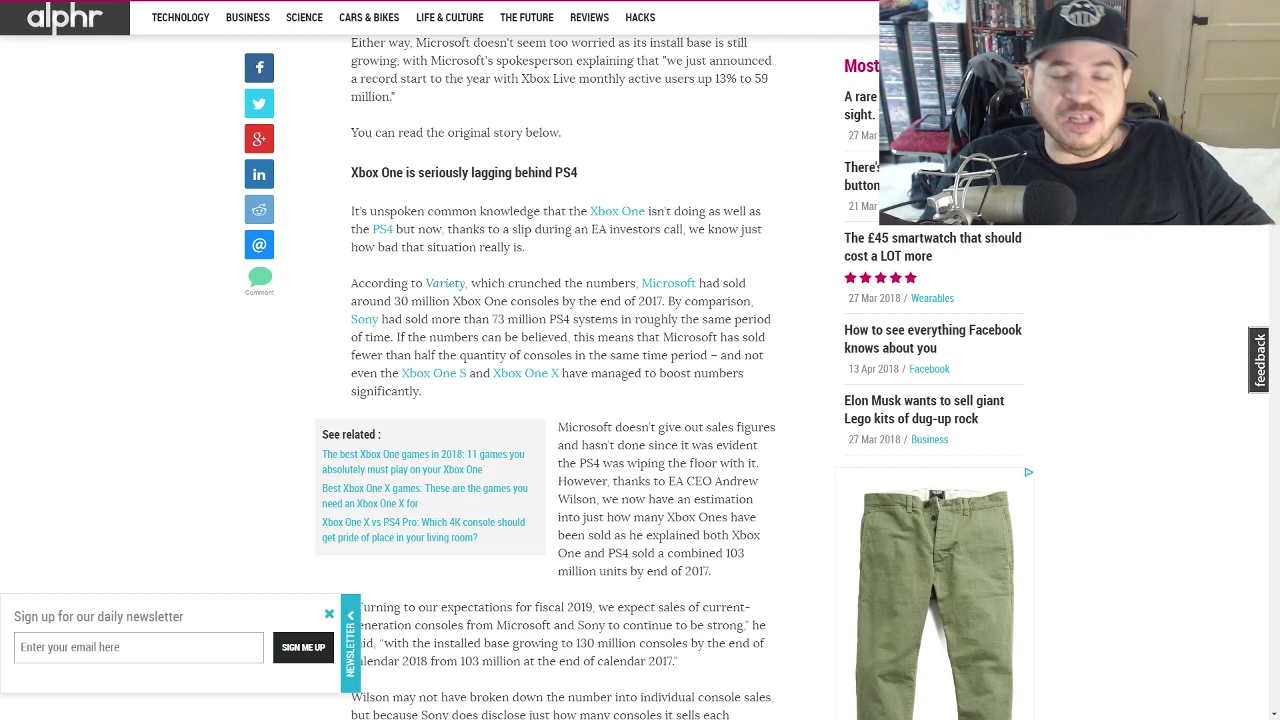 alphr
TECHNOLOGY BUSINESS SCIENCE CARS & BIKES LIFE & CULTURE THE FUTURE REVIEWS HACKS
Either way, Microsoft doesn't seem too worried as its user base is still
growing, with Microsoft's spokesperson explaining that "we just announced
a record start to the year with Xbox Live monthly active users up 13% to 59
million."
You can read the original story below.
Xbox One is seriously lagging behind PS4
It's unspoken common knowledge that the Xbox One isn't doing as well as
the PS4 but now, thanks to a slip during an EA investors call, we know just
how bad that situation really is.
According to Variety, which crunched the numbers, Microsoft had sold
around 30 million Xbox One consoles by the end of 2017. By comparison,
Sony had sold more than 73 million PS4 systems in roughly the same period
of time. If the numbers can be believed, this means that Microsoft has sold
fewer than half the quantity of consoles in the same time period – and not
even the Xbox One S and Xbox One X have managed to boost numbers
significantly.
See related :
The best Xbox One games in 2018: 11 games you
absolutely must play on your Xbox One
Best Xbox One X games: These are the games you
need an Xbox One X for
Xbox One X vs PS4 Pro: Which 4K console should
get pride of place in your living room?
Microsoft doesn't give out sales figures
and hasn't done since it was evident
the PS4 was wiping the floor with it.
However, thanks to EA CEO Andrew
Wilson, we now have an estimation
into just how many Xbox Ones have
been sold as he explained both Xbox
One and PS4 sold a combined 103
million units by end of 2017.
urning to our expectations for fiscal 2019, we expect sales of current-
eneration consoles from Microsoft and Sony to continue to be strong," he
id, "with the installed base growing to 130 million consoles by the end of
alendar 2018 from 103 million at the end of calendar 2017."
Wilson may not have broken down the number into individual console sales,
but because Sony does disclose just how many consoles it sells each
Comment
Sign up for our daily newsletter
Enter your email here
SIGN ME UP
NEWSLETTER
Most
A rare
sight.
27 Mar
There's
button
21 Mar
The £45 smartwatch that should
cost a LOT more
27 Mar 2018 / Wearables
How to see everything Facebook
knows about you
13 Apr 2018 / Facebook
Elon Musk wants to sell giant
Lego kits of dug-up rock
27 Mar 2018 / Business
feedback